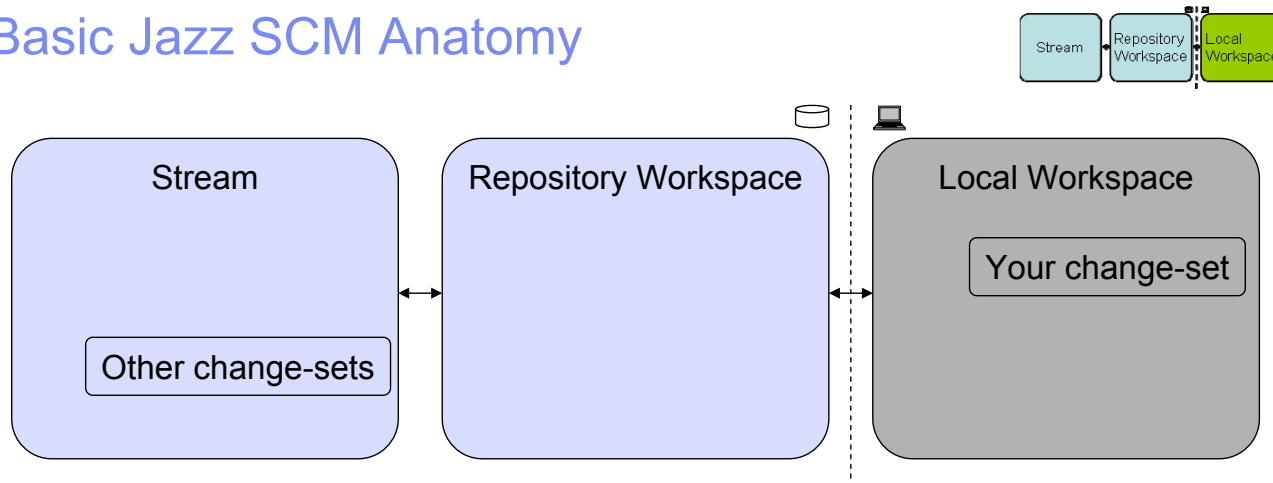 Basic Jazz SCM Anatomy
Stream
Repository
Workspace
Local
Workspace
Stream
Repository Workspace
Local Workspace
Your change-set
Other change-sets